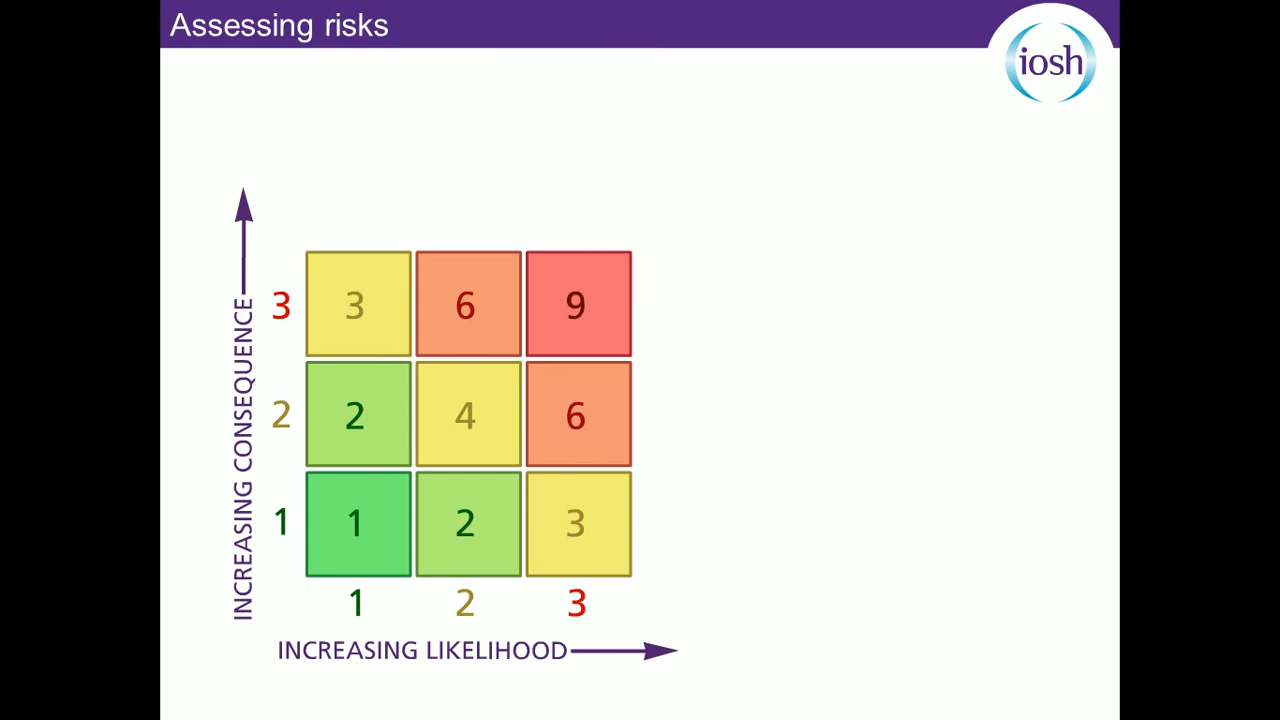 Assessing risks
iosh
INCREASING CONSEQUENCE
3 3 6 9
2 2 4 6
1 1 2 3
1 2 3
INCREASING LIKELIHOOD